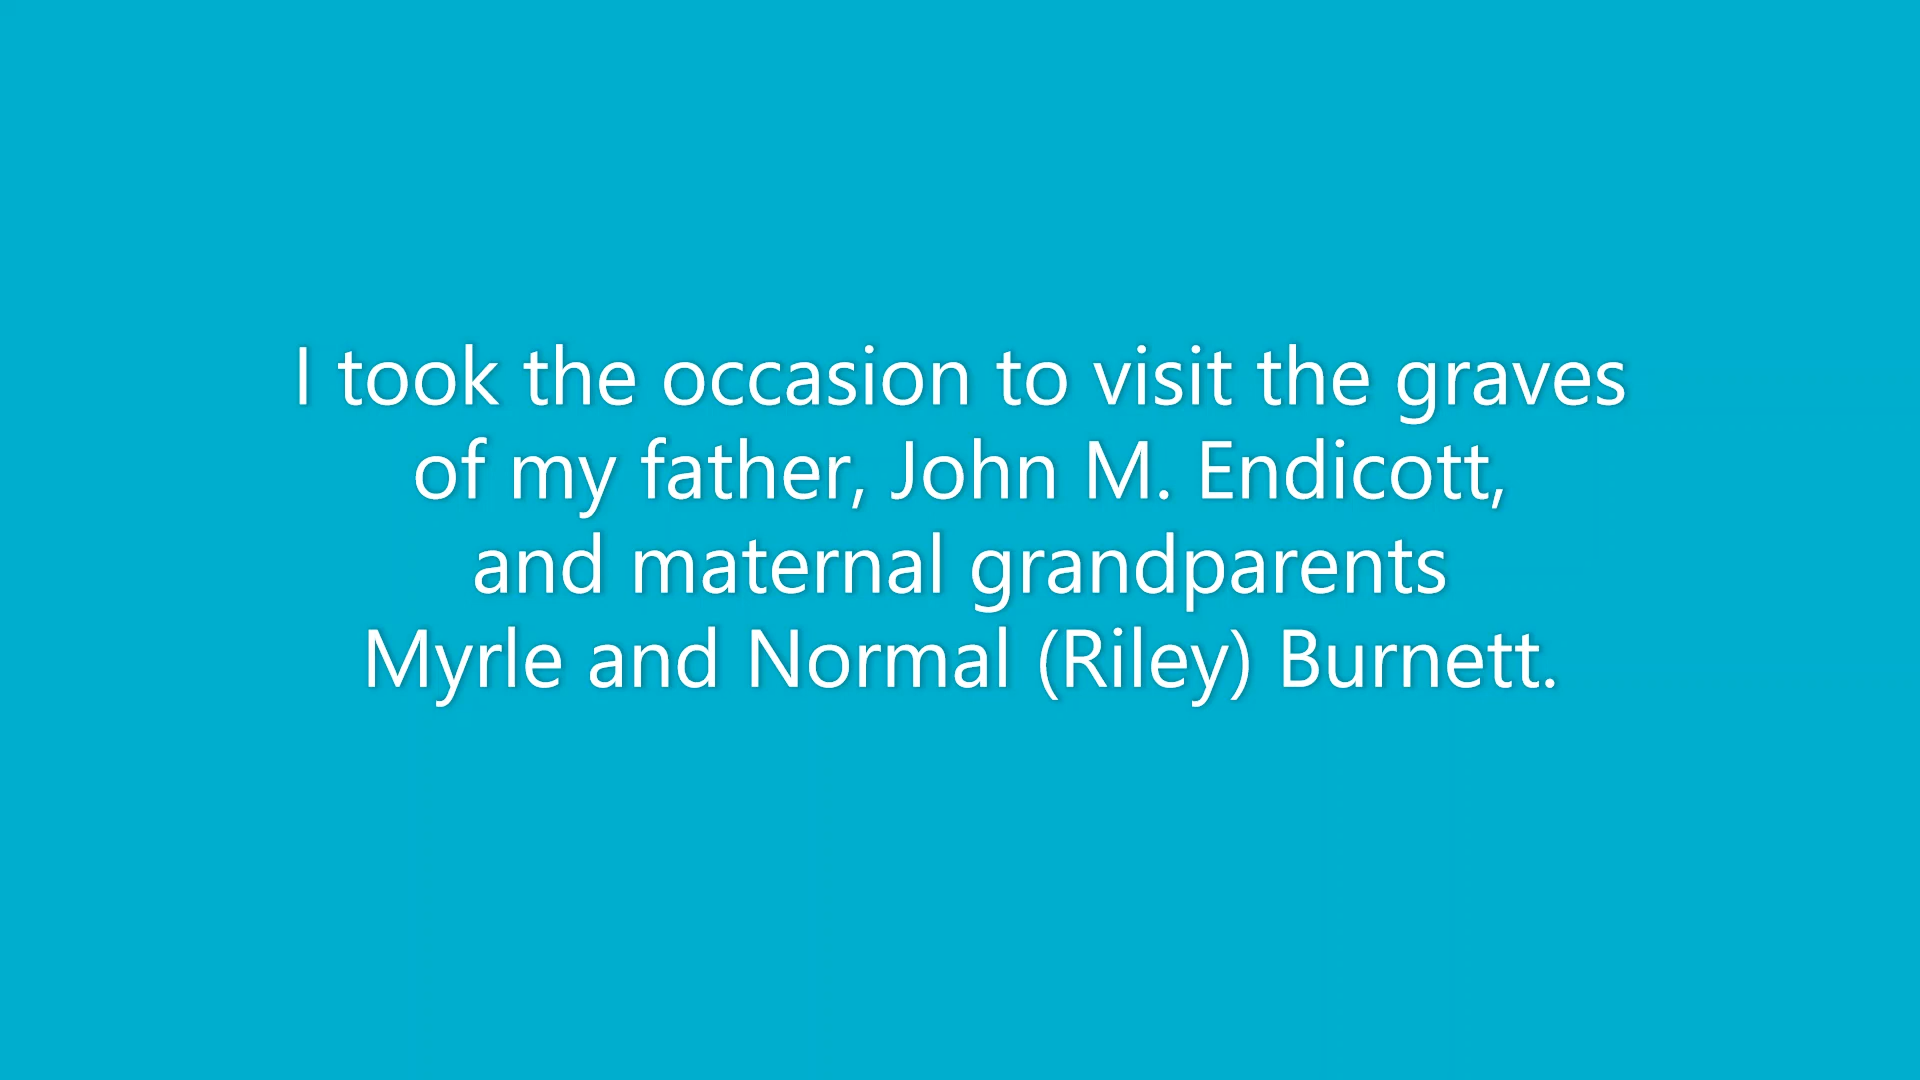 I took the occasion to visit the graves
of my father, John M. Endicott,
and maternal grandparents
Myrle and Normal (Riley) Burnett.